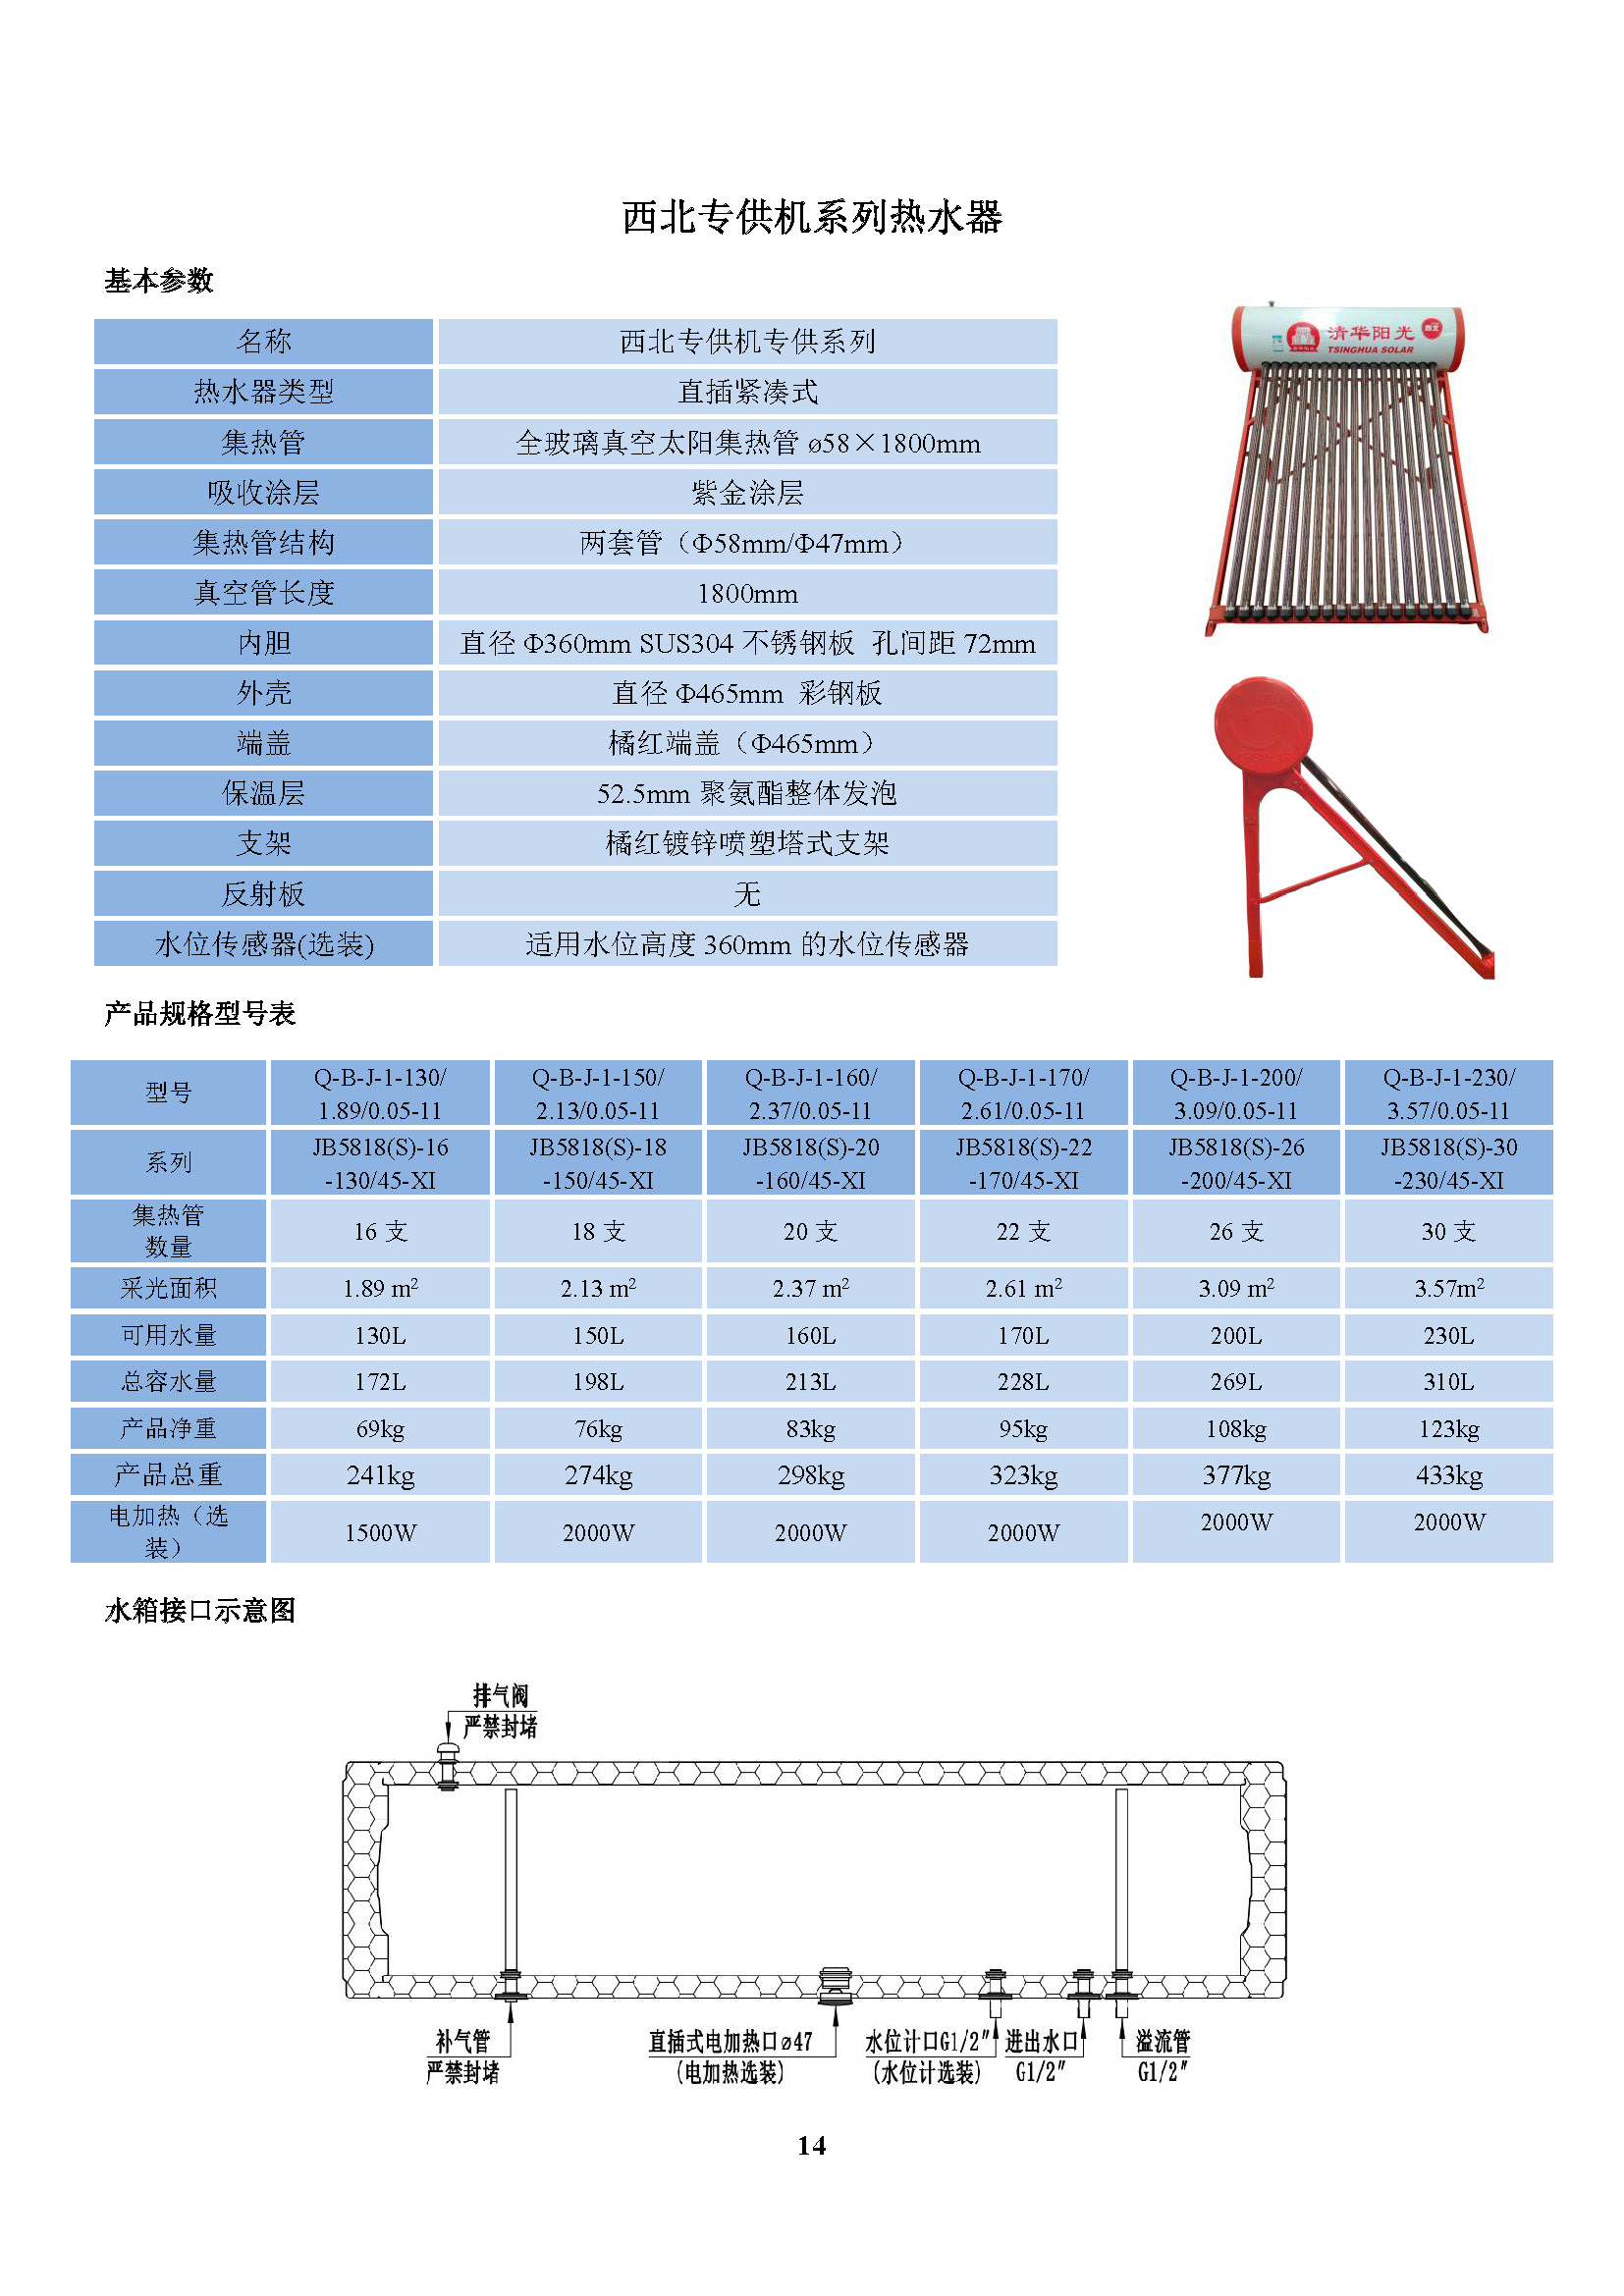 西北专供机系列热水器
基本参数
名称 西北专供机专供系列
热水器类型 直插紧凑式
集热管 全玻璃真空太阳集热管 ø58×1800mm
吸收涂层 紫金涂层
集热管结构 两套管（Φ58mm/Φ47mm）
真空管长度 1800mm
内胆 直径 Φ360mm SUS304 不锈钢板 孔间距 72mm
外壳 直径 Φ465mm 彩钢板
端盖 橘红端盖（Φ465mm）
保温层 52.5mm 聚氨酯整体发泡
支架 橘红镀锌喷塑塔式支架
反射板 无
水位传感器(选装) 适用水位高度 360mm 的水位传感器
清华阳光
TSINGHUA SOLAR
产品规格型号表
型号 Q-B-J-1-130/ Q-B-J-1-150/ Q-B-J-1-160/ Q-B-J-1-170/ Q-B-J-1-200/ Q-B-J-1-230/
1.89/0.05-11 2.13/0.05-11 2.37/0.05-11 2.61/0.05-11 3.09/0.05-11 3.57/0.05-11
系列 JB5818(S)-16 JB5818(S)-18 JB5818(S)-20 JB5818(S)-22 JB5818(S)-26 JB5818(S)-30
-130/45-XI -150/45-XI -160/45-XI -170/45-XI -200/45-XI -230/45-XI
集热管
数量 16 支 18 支 20 支 22 支 26 支 30 支
采光面积 1.89 m² 2.13 m² 2.37 m² 2.61 m² 3.09 m² 3.57m²
可用水量 130L 150L 160L 170L 200L 230L
总容水量 172L 198L 213L 228L 269L 310L
产品净重 69kg 76kg 83kg 95kg 108kg 123kg
产品总重 241kg 274kg 298kg 323kg 377kg 433kg
电加热（选
装） 1500W 2000W 2000W 2000W 2000W 2000W
水箱接口示意图
排气阀
严禁封堵
补气管 直插式电加热口ø47 水位计口G1/2" 进出水口 溢流管
严禁封堵 (电加热选装) (水位计选装) G1/2" G1/2"
14